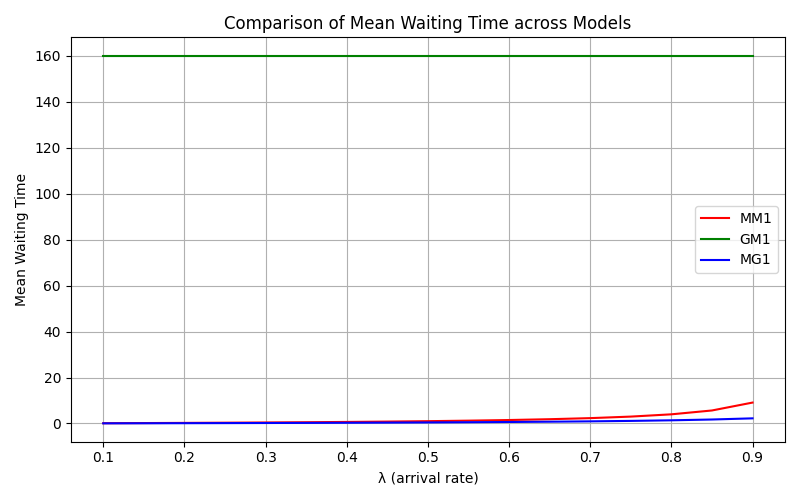 Comparison of Mean Waiting Time across Models
Mean Waiting Time
160
140
120
100
80
60
40
20
0
MM1
GM1
MG1
0.1 0.2 0.3 0.4 0.5 0.6 0.7 0.8 0.9
λ (arrival rate)